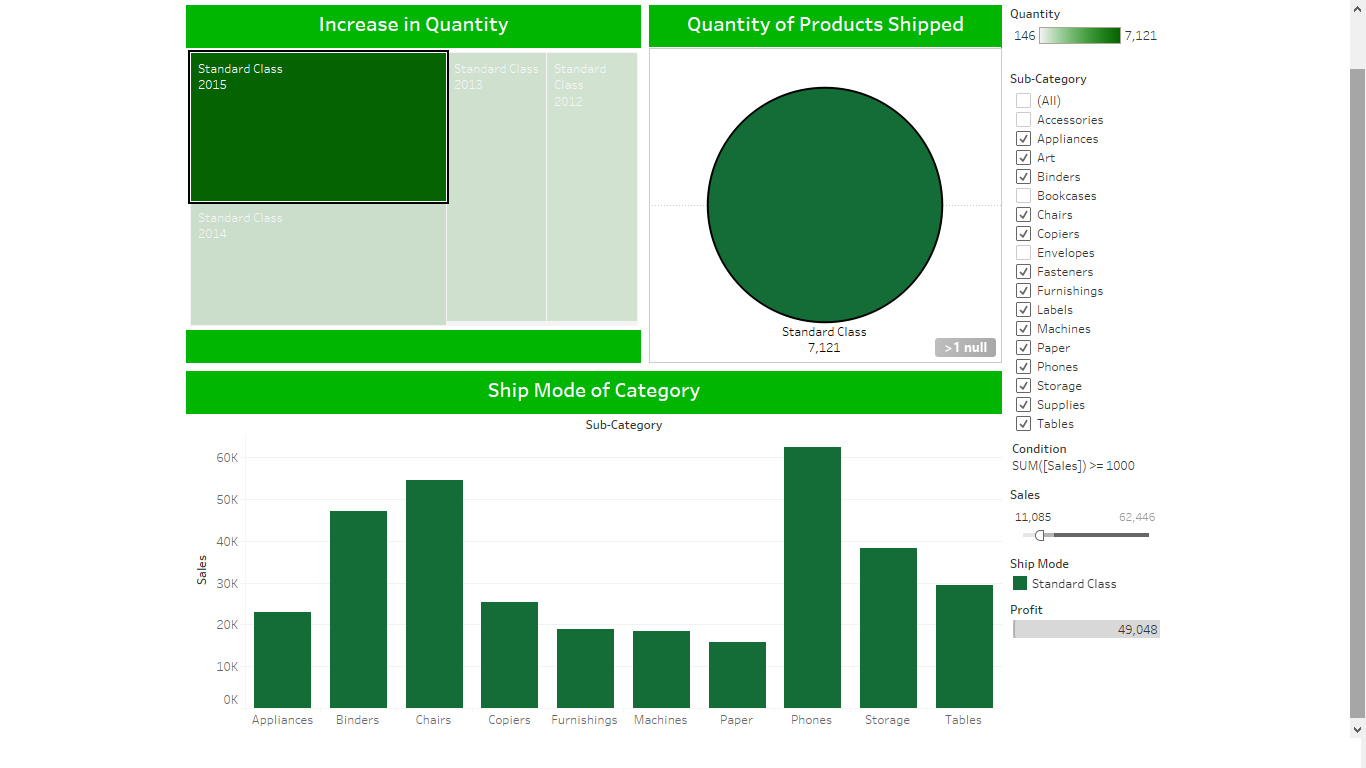 Increase in Quantity
Standard Class
2015
Standard Class
2013
Standard
Class
2012
Standard Class
2014
Quantity of Products Shipped
Standard Class
7,121
>1 null
Ship Mode of Category
Sub-Category
Sales
60K
50K
40K
30K
20K
10K
0K
Appliances
Binders
Chairs
Copiers
Furnishings
Machines
Paper
Phones
Storage
Tables
Quantity
146 7,121
Sub-Category
(All)
Accessories
Appliances
Art
Binders
Bookcases
Chairs
Copiers
Envelopes
Fasteners
Furnishings
Labels
Machines
Paper
Phones
Storage
Supplies
Tables
Condition
SUM([Sales]) >= 1000
Sales
11,085 62,446
Ship Mode
Standard Class
Profit
49,048